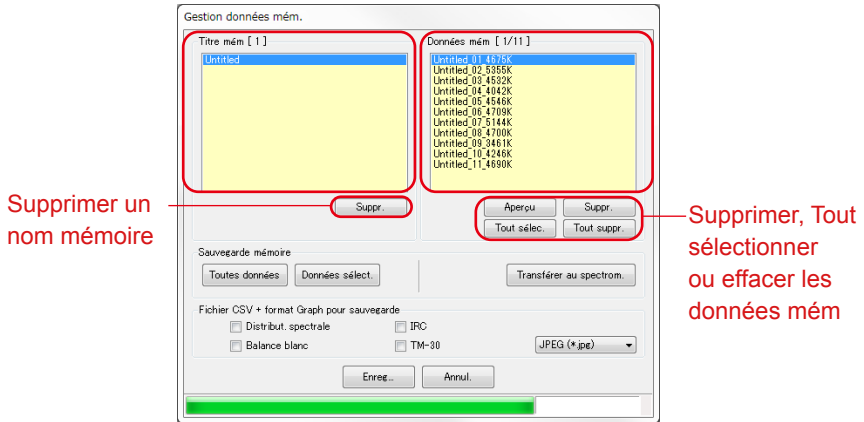 Gestion données mém.
Titre mém [ 1 ]
Untitled
Suppr.
Données mém [ 1/11 ]
Untitled_01_4675K
Untitled_02_5355K
Untitled_03_4532K
Untitled_04_4042K
Untitled_05_4546K
Untitled_06_4709K
Untitled_07_5144K
Untitled_08_4700K
Untitled_09_3461K
Untitled_10_4246K
Untitled_11_4690K
Aperçu
Suppr.
Tout sélec.
Tout suppr.
Supprimer un
nom mémoire
Supprimer, Tout
sélectionner
ou effacer les
données mém
Sauvegarde mémoire
Toutes données
Données sélect.
Transférer au spectrom.
Fichier CSV + format Graph pour sauvegarde
Distribut. spectrale
IRC
Balance blanc
TM-30
JPEG (*.jpg)
Enreg..
Annul.